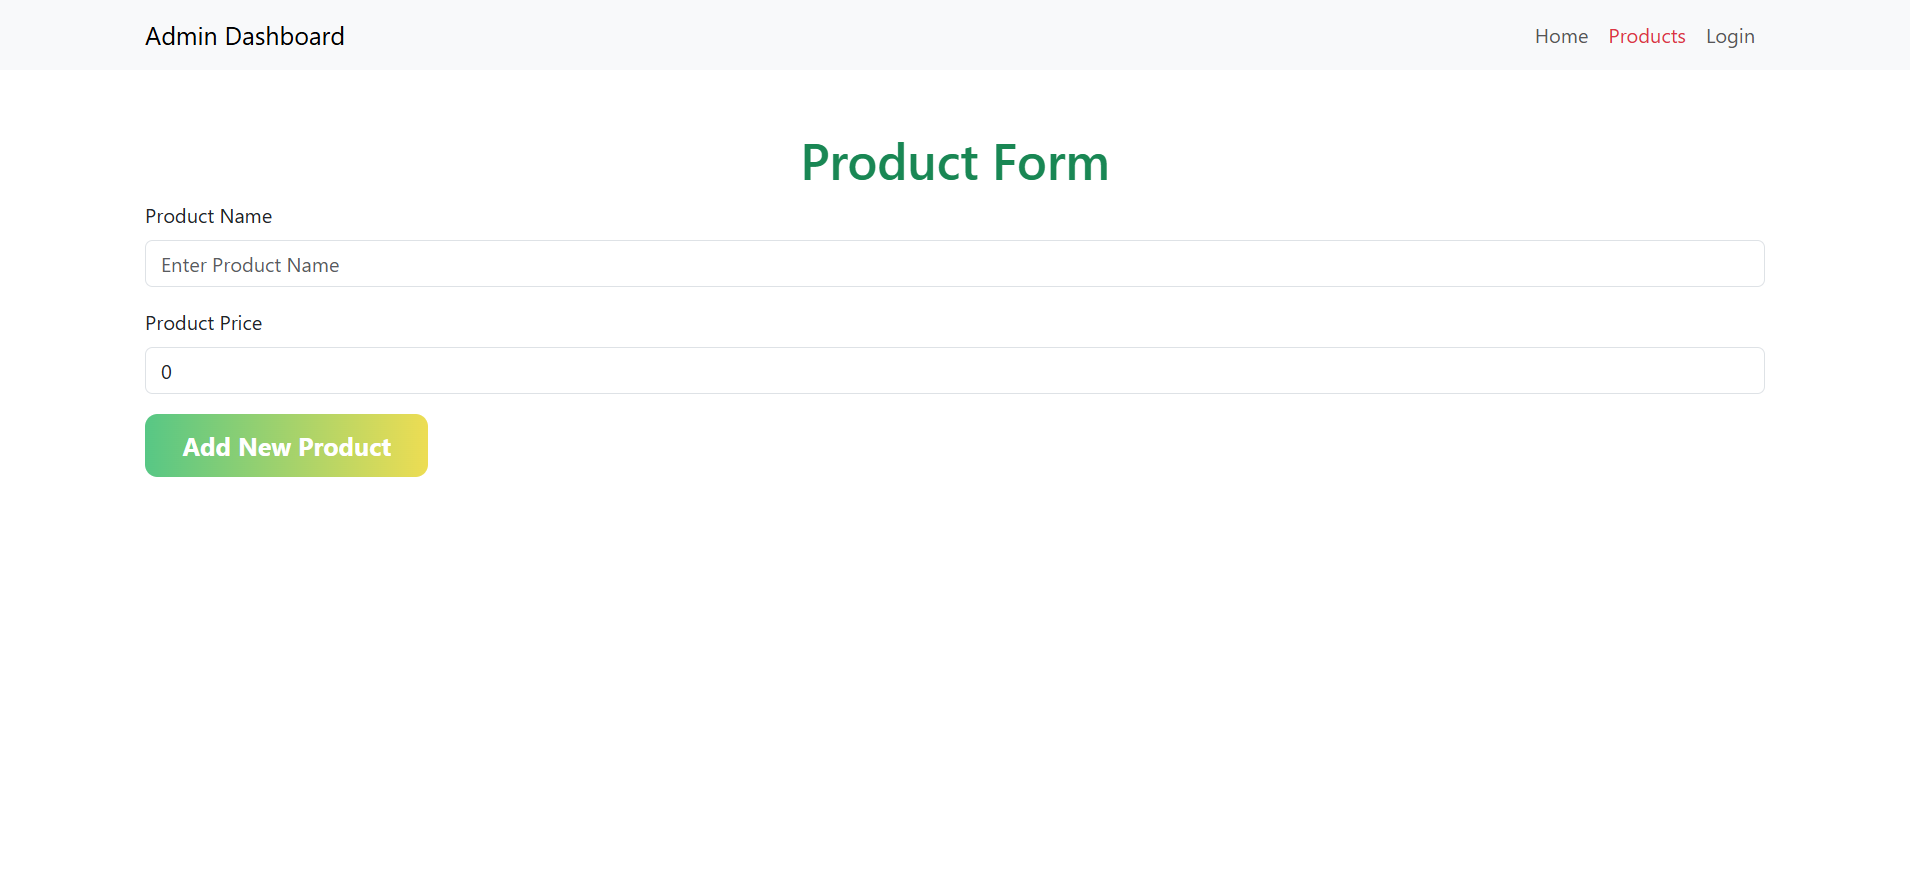 Admin Dashboard Home Products Login
Product Form
Product Name
Enter Product Name
Product Price
0
Add New Product